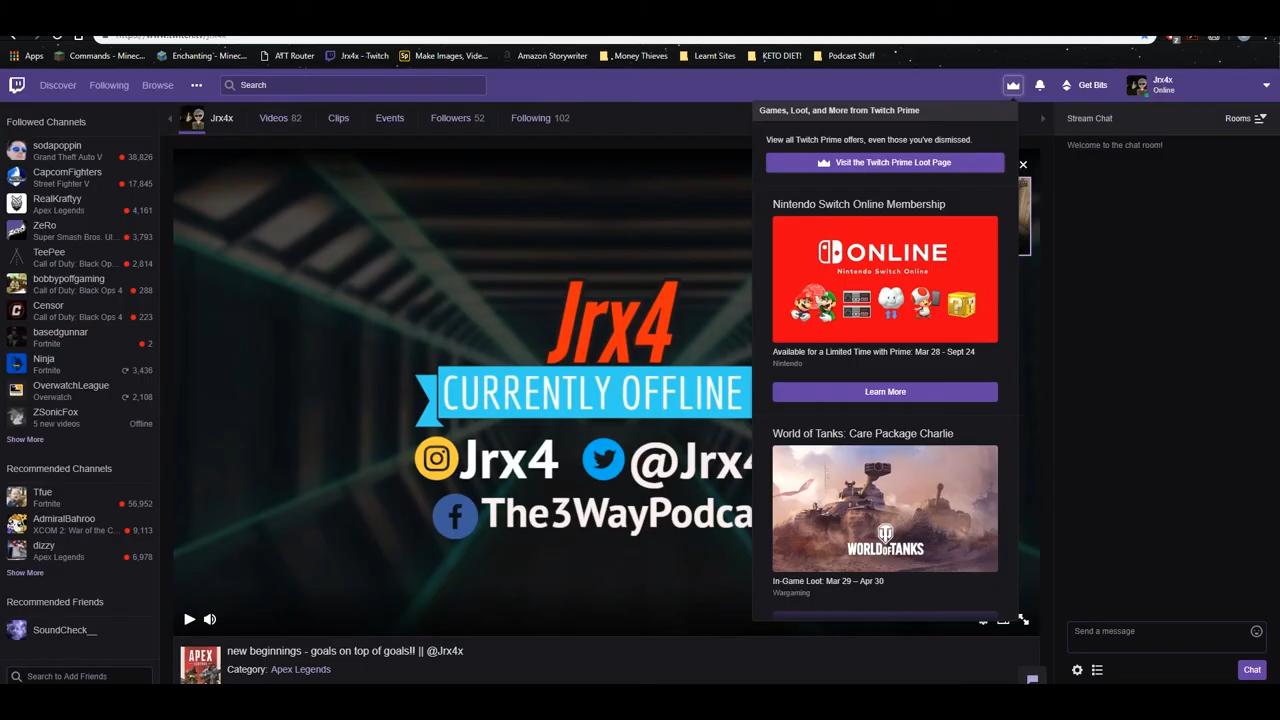 Apps
Commands - Minec...
Enchanting - Minec...
ATT Router
Jrx4x - Twitch
Sp Make Images, Vide...
Amazon Storywriter
Money Thieves
Learnt Sites
KETO DIET!
Podcast Stuff
Discover
Following
Browse
Search
Get Bits
Jrx4x
Online
Followed Channels
sodapoppin
Grand Theft Auto V 38,826
CapcomFighters
Street Fighter V 17,845
RealKraftyy
Apex Legends 4,161
ZeRo
Super Smash Bros. Ul... 3,793
TeePee
Call of Duty: Black Op... 2,814
bobbypoffgaming
Call of Duty: Black Ops 4 288
Censor
Call of Duty: Black Ops 4 223
basedgunnar
Fortnite 2
Ninja
Fortnite 3,436
OverwatchLeague
Overwatch 2,108
ZSonicFox
5 new videos Offline
Show More
Recommended Channels
Tfue
Fortnite 56,952
AdmiralBahroo
XCOM 2: War of the C... 9,113
dizzy
Apex Legends 6,978
Show More
Recommended Friends
SoundCheck__
Search to Add Friends
Jrx4x
Videos 82
Clips
Events
Followers 52
Following 102
Jrx4
CURRENTLY OFFLINE
Jrx4 @Jrx4
The3WayPodca
new beginnings - goals on top of goals!! || @Jrx4x
Category: Apex Legends
APEX
Games, Loot, and More from Twitch Prime
View all Twitch Prime offers, even those you've dismissed.
Visit the Twitch Prime Loot Page
Nintendo Switch Online Membership
ONLINE
Nintendo Switch Online
Available for a Limited Time with Prime: Mar 28 - Sept 24
Nintendo
Learn More
World of Tanks: Care Package Charlie
WORLD OF TANKS
In-Game Loot: Mar 29 – Apr 30
Wargaming
Stream Chat
Rooms
Welcome to the chat room!
Send a message
Chat